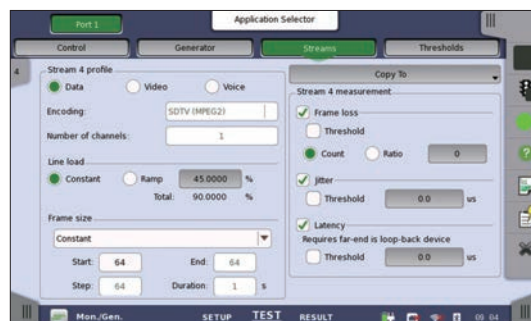 Port 1
Application Selector
Control Generator Streams Thresholds
4
Stream 4 profile
Data Video Voice
Encoding: SDTV (MPEG2)
Number of channels: 1
Line load
Constant Ramp 45.0000 %
Total: 90.0000 %
Frame size
Constant
Start: 64 End: 64
Step: 64 Duration: 1 s
Copy To
Stream 4 measurement
Frame loss
Threshold
Count Ratio 0
Jitter
Threshold 0.0 us
Latency
Requires far-end is loop-back device
Threshold 0.0 us
Mon./Gen. SETUP TEST RESULT 09 04